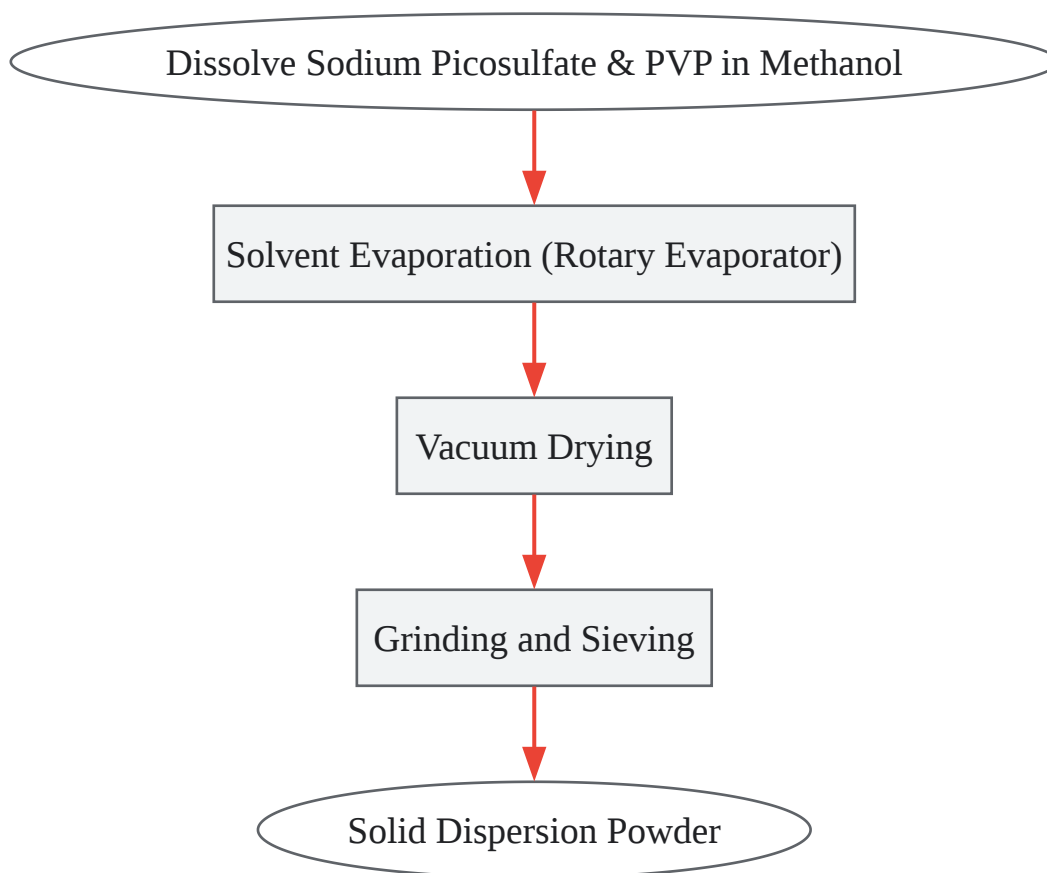 Dissolve Sodium Picosulfate & PVP in Methanol
Solvent Evaporation (Rotary Evaporator)
Vacuum Drying
Grinding and Sieving
Solid Dispersion Powder